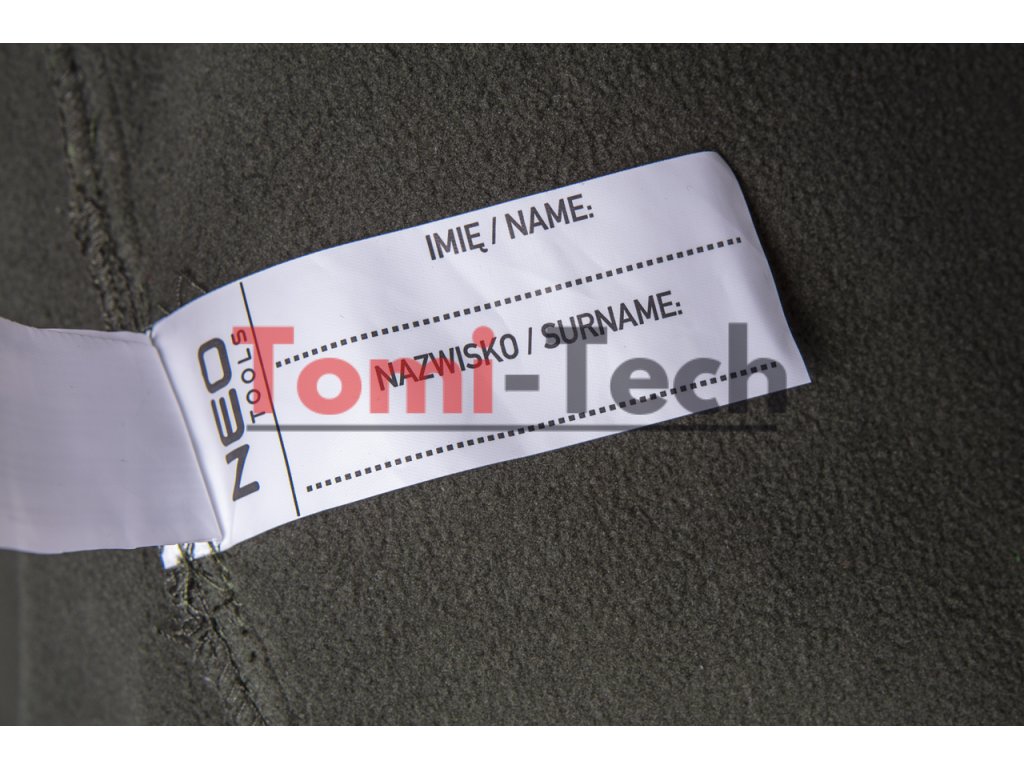 IMIĘ / NAME:
NAZWISKO / SURNAME:
NEO
TOOLS
Tomi-Tech